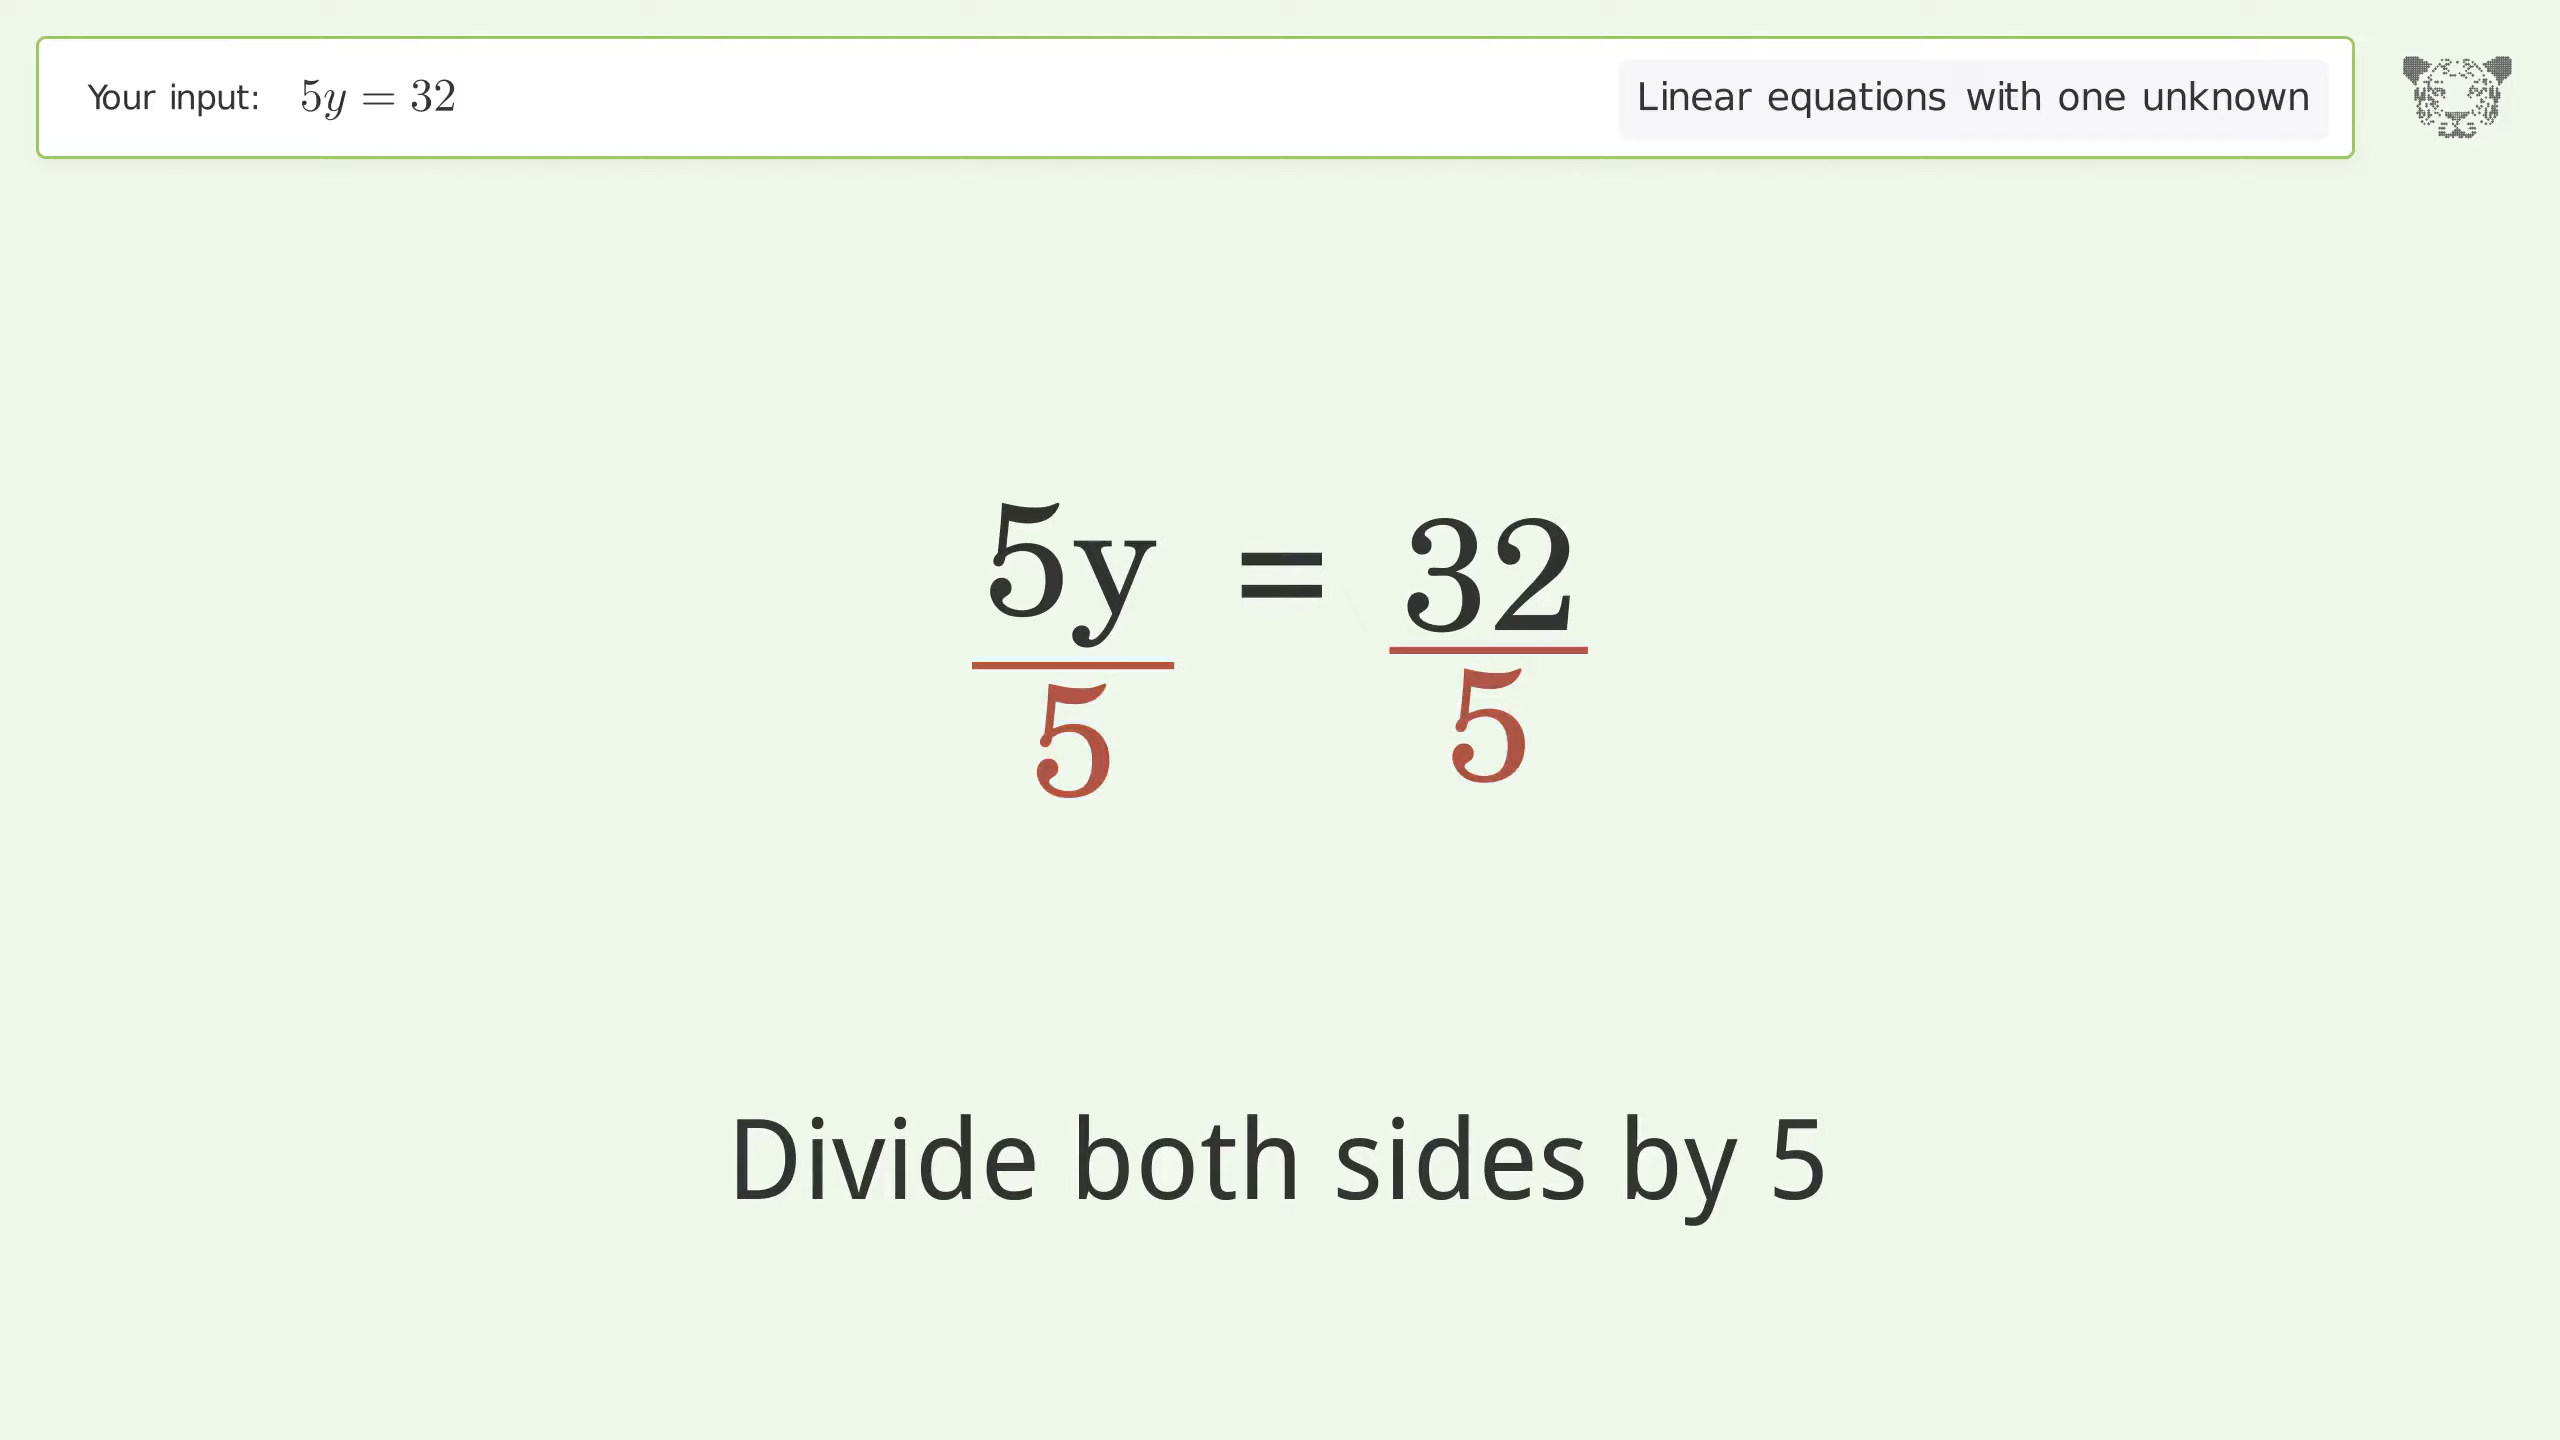 Your input: 5y = 32
Linear equations with one unknown
5y = 32
5 5
Divide both sides by 5